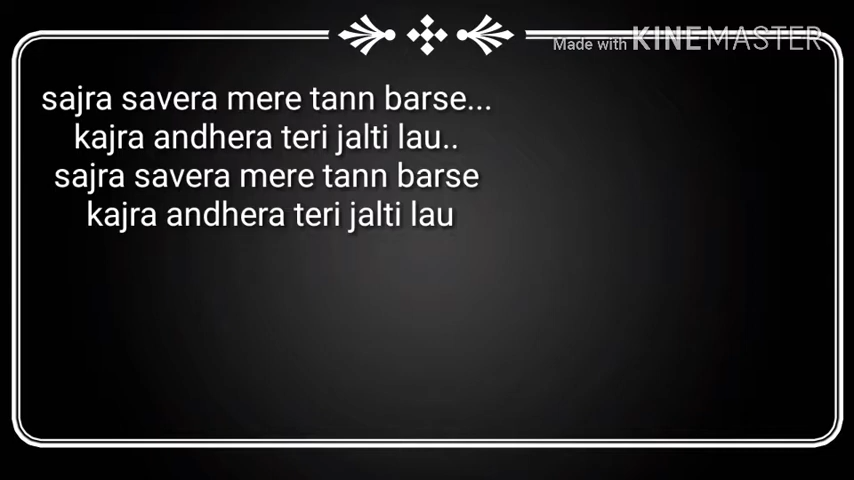 Made with KINEMASTER
sajra savera mere tann barse...
kajra andhera teri jalti lau..
sajra savera mere tann barse
kajra andhera teri jalti lau